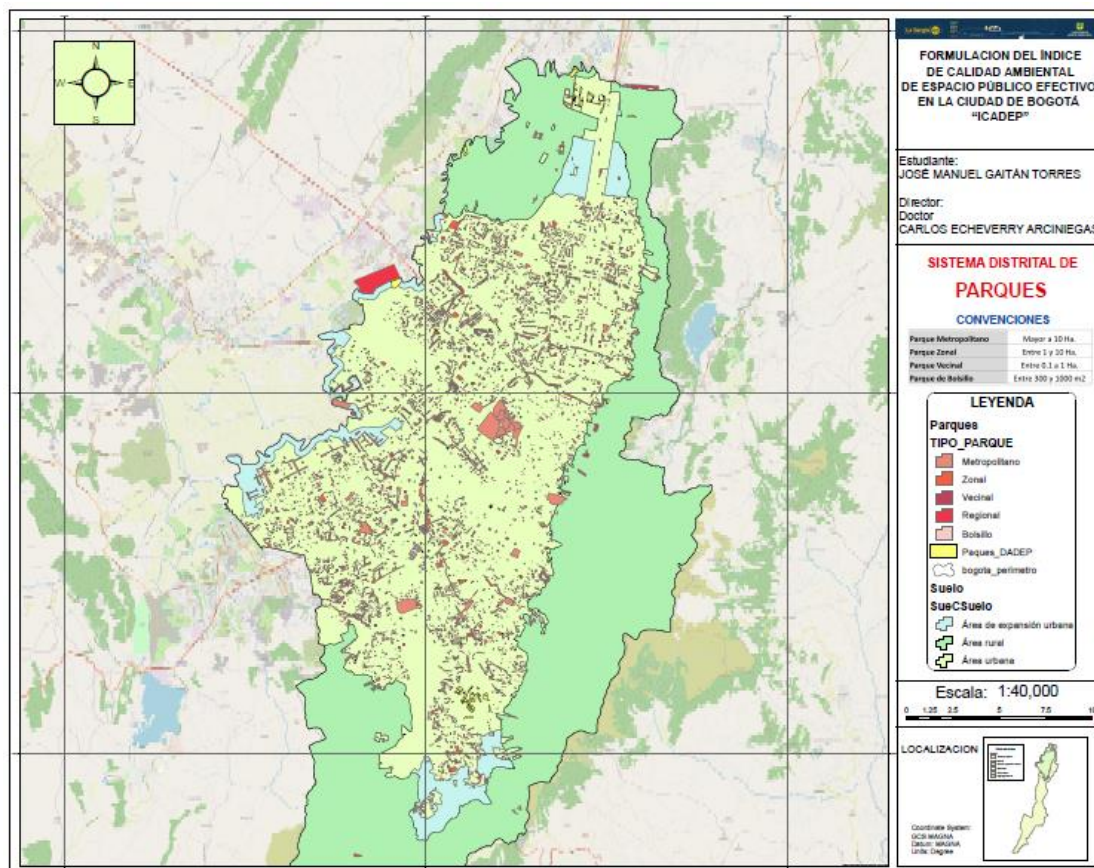 N
W E
S
FORMULACION DEL ÍNDICE
DE CALIDAD AMBIENTAL
DE ESPACIO PÚBLICO EFECTIVO
EN LA CIUDAD DE BOGOTÁ
“ICADEP”
Estudiante:
JOSÉ MANUEL GAITÁN TORRES
Director:
Doctor
CARLOS ECHEVERRY ARCINIEGAS
SISTEMA DISTRITAL DE
PARQUES
CONVENCIONES
Parque Metropolitano Mayor a 10 Ha.
Parque Zonal Entre 1 y 10 Ha.
Parque Vecinal Entre 0.1 a 1 Ha.
Parque de Bolsillo Entre 300 y 1000 m2
LEYENDA
Parques
TIPO_PARQUE
Metropolitano
Zonal
Vecinal
Regional
Bolsillo
Paques_DADEP
bogota_perimetro
Suelo
SueCSuelo
Área de expansión urbana
Área rural
Área urbana
Escala: 1:40,000
0 1.25 2.5 5 7.5 10
LOCALIZACION
Coordinate System:
GCS MAGNA
Datum: MAGNA
Units: Degree